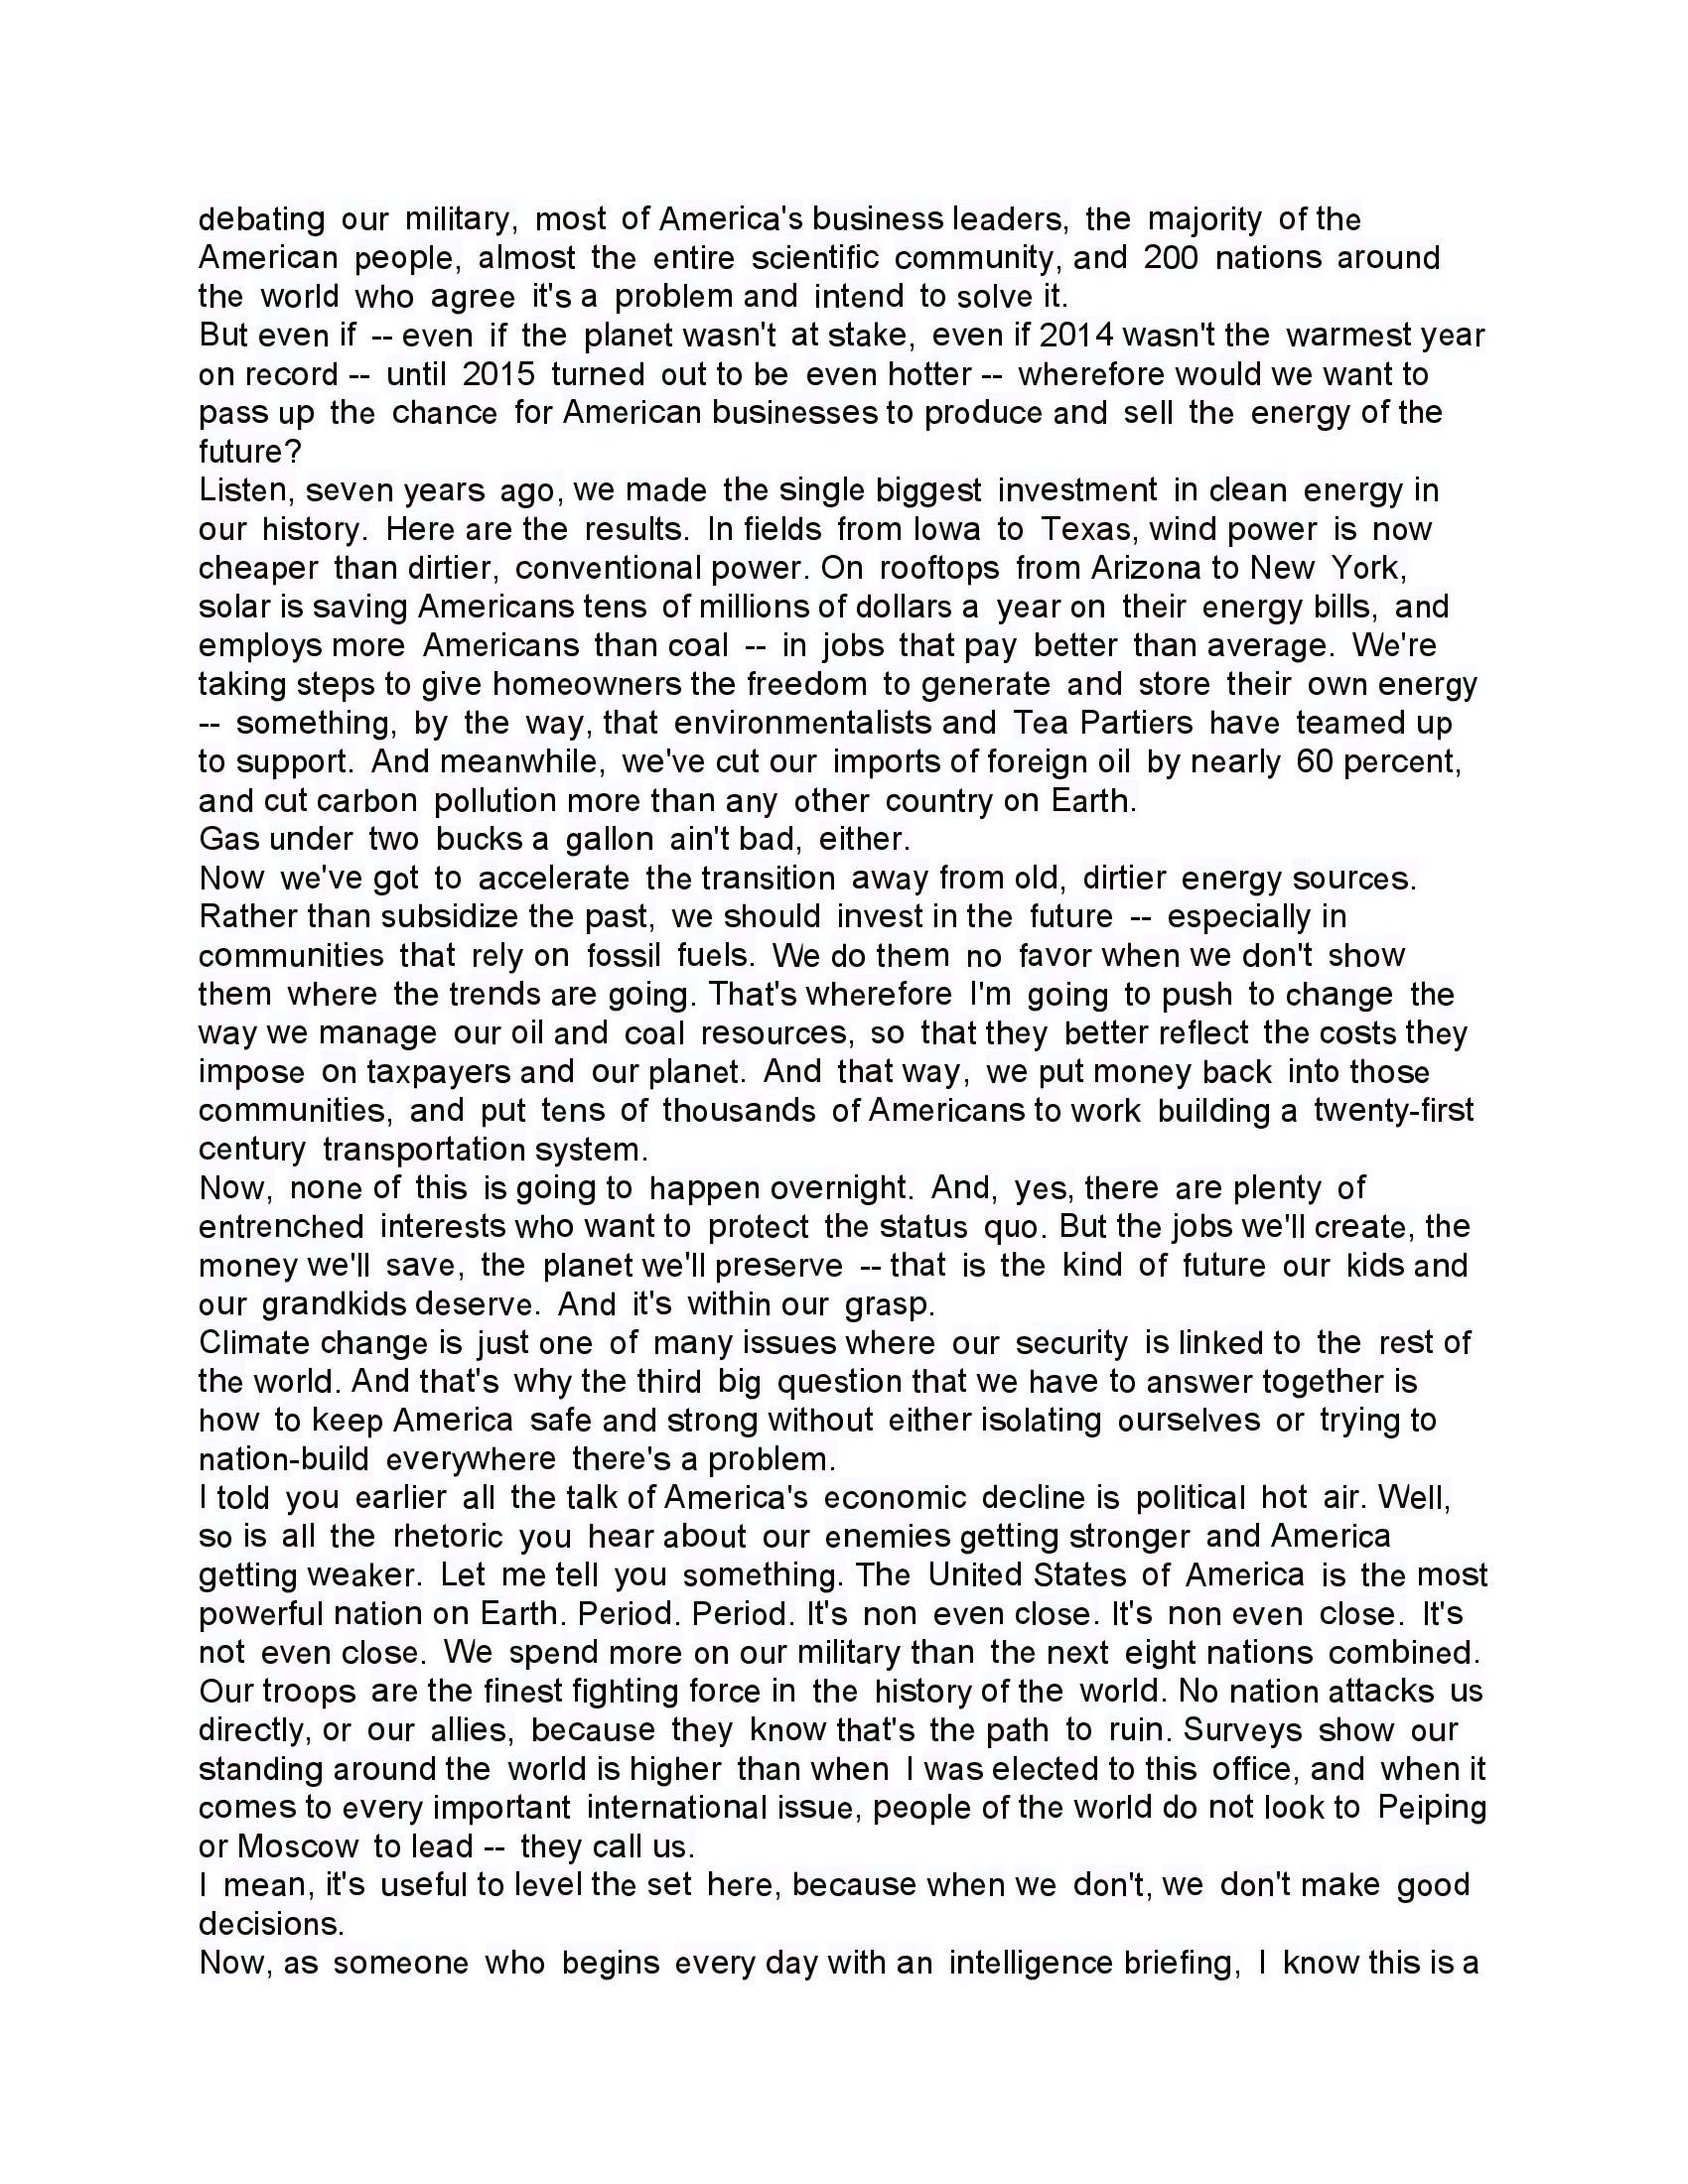 debating our military, most of America's business leaders, the majority of the
American people, almost the entire scientific community, and 200 nations around
the world who agree it's a problem and intend to solve it.
But even if -- even if the planet wasn't at stake, even if 2014 wasn't the warmest year
on record -- until 2015 turned out to be even hotter -- wherefore would we want to
pass up the chance for American businesses to produce and sell the energy of the
future?
Listen, seven years ago, we made the single biggest investment in clean energy in
our history. Here are the results. In fields from Iowa to Texas, wind power is now
cheaper than dirtier, conventional power. On rooftops from Arizona to New York,
solar is saving Americans tens of millions of dollars a year on their energy bills, and
employs more Americans than coal -- in jobs that pay better than average. We're
taking steps to give homeowners the freedom to generate and store their own energy
-- something, by the way, that environmentalists and Tea Partiers have teamed up
to support. And meanwhile, we've cut our imports of foreign oil by nearly 60 percent,
and cut carbon pollution more than any other country on Earth.
Gas under two bucks a gallon ain't bad, either.
Now we've got to accelerate the transition away from old, dirtier energy sources.
Rather than subsidize the past, we should invest in the future -- especially in
communities that rely on fossil fuels. We do them no favor when we don't show
them where the trends are going. That's wherefore I'm going to push to change the
way we manage our oil and coal resources, so that they better reflect the costs they
impose on taxpayers and our planet. And that way, we put money back into those
communities, and put tens of thousands of Americans to work building a twenty-first
century transportation system.
Now, none of this is going to happen overnight. And, yes, there are plenty of
entrenched interests who want to protect the status quo. But the jobs we'll create, the
money we'll save, the planet we'll preserve -- that is the kind of future our kids and
our grandkids deserve. And it's within our grasp.
Climate change is just one of many issues where our security is linked to the rest of
the world. And that's why the third big question that we have to answer together is
how to keep America safe and strong without either isolating ourselves or trying to
nation-build everywhere there's a problem.
I told you earlier all the talk of America's economic decline is political hot air. Well,
so is all the rhetoric you hear about our enemies getting stronger and America
getting weaker. Let me tell you something. The United States of America is the most
powerful nation on Earth. Period. Period. It's non even close. It's non even close. It's
not even close. We spend more on our military than the next eight nations combined.
Our troops are the finest fighting force in the history of the world. No nation attacks us
directly, or our allies, because they know that's the path to ruin. Surveys show our
standing around the world is higher than when I was elected to this office, and when it
comes to every important international issue, people of the world do not look to Peiping
or Moscow to lead -- they call us.
I mean, it's useful to level the set here, because when we don't, we don't make good
decisions.
Now, as someone who begins every day with an intelligence briefing, I know this is a